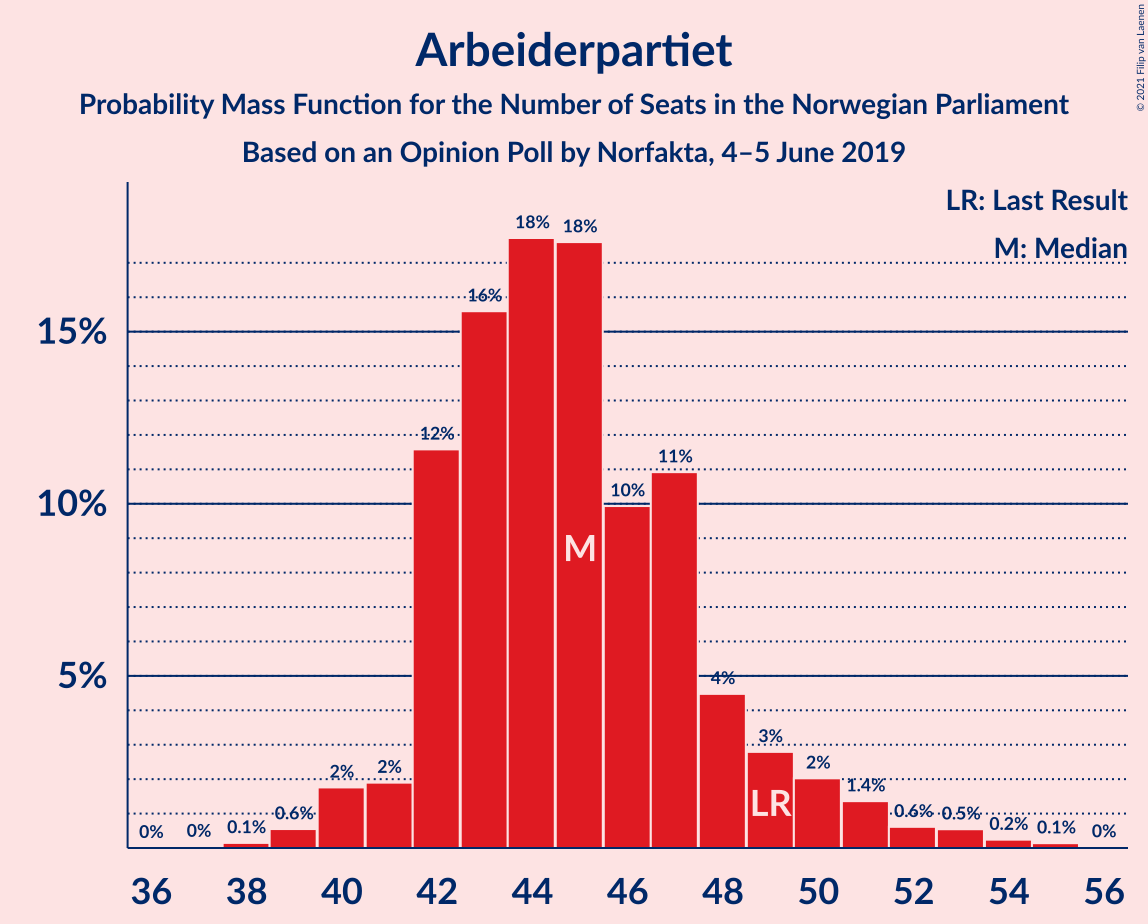 Arbeiderpartiet
Probability Mass Function for the Number of Seats in the Norwegian Parliament
Based on an Opinion Poll by Norfakta, 4–5 June 2019
© 2021 Filip van Laenen
LR: Last Result
M: Median
15%
10%
5%
0%
0%
0.1%
0.6%
2%
2%
12%
16%
18%
18%
10%
11%
4%
3%
2%
1.4%
0.6%
0.5%
0.2%
0.1%
0%
M
LR
36 38 40 42 44 46 48 50 52 54 56